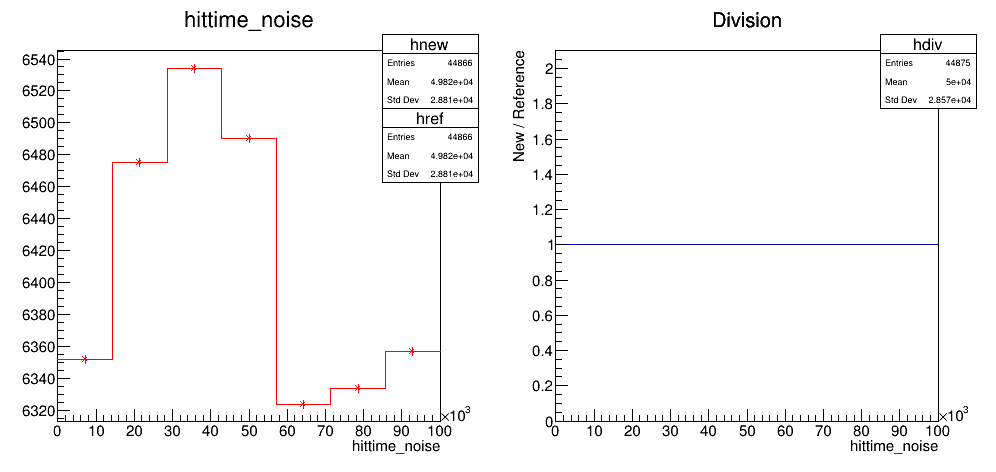 hittime_noise
hnew
Entries 44866
Mean 4.982e+04
Std Dev 2.881e+04
href
Entries 44866
Mean 4.982e+04
Std Dev 2.881e+04
6540
6520
6500
6480
6460
6440
6420
6400
6380
6360
6340
6320
0 10 20 30 40 50 60 70 80 90 100
×10³
hittime_noise
Division
hdiv
Entries 44875
Mean 5e+04
Std Dev 2.857e+04
New / Reference
2
1.8
1.6
1.4
1.2
1
0.8
0.6
0.4
0.2
0
0 10 20 30 40 50 60 70 80 90 100
×10³
hittime_noise